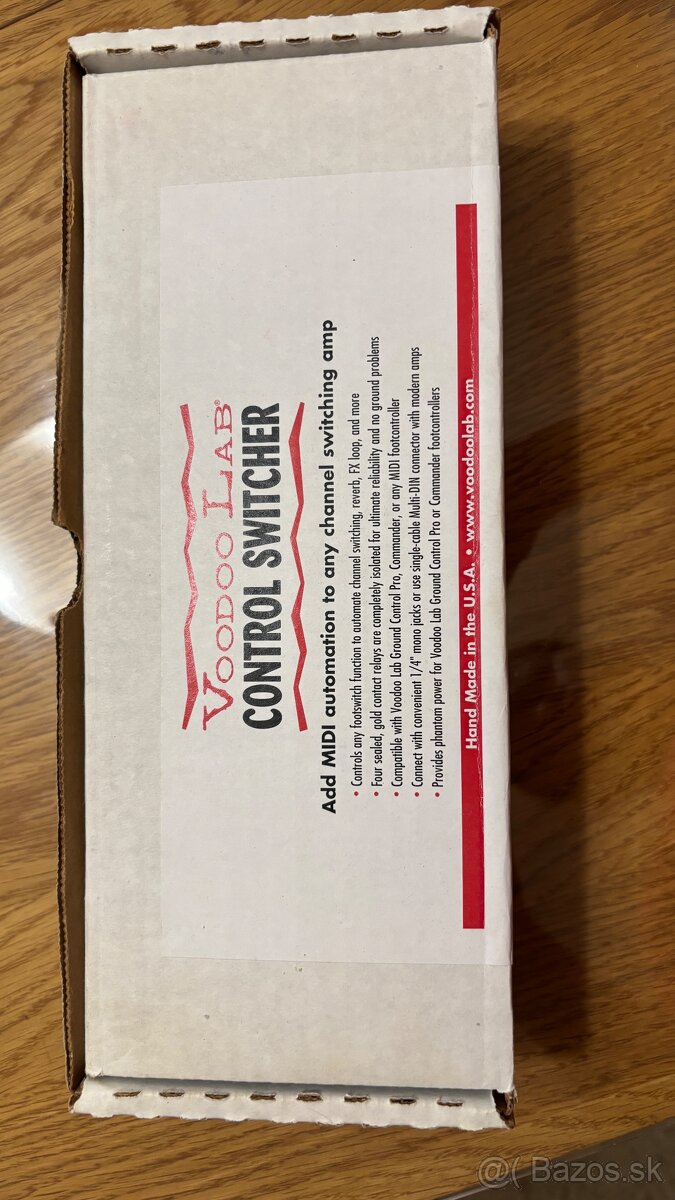 VOODOO LAB®
CONTROL SWITCHER
Add MIDI automation to any channel switching amp
• Controls any footswitch function to automate channel switching, reverb, FX loop, and more
• Four sealed, gold contact relays are completely isolated for ultimate reliability and no ground problems
• Compatible with Voodoo Lab Ground Control Pro, Commander, or any MIDI footcontroller
• Connect with convenient 1/4" mono jacks or use single-cable Multi-DIN connector with modern amps
• Provides phantom power for Voodoo Lab Ground Control Pro or Commander footcontrollers
Hand Made in the U.S.A. • www.voodoolab.com
@( Bazos.sk